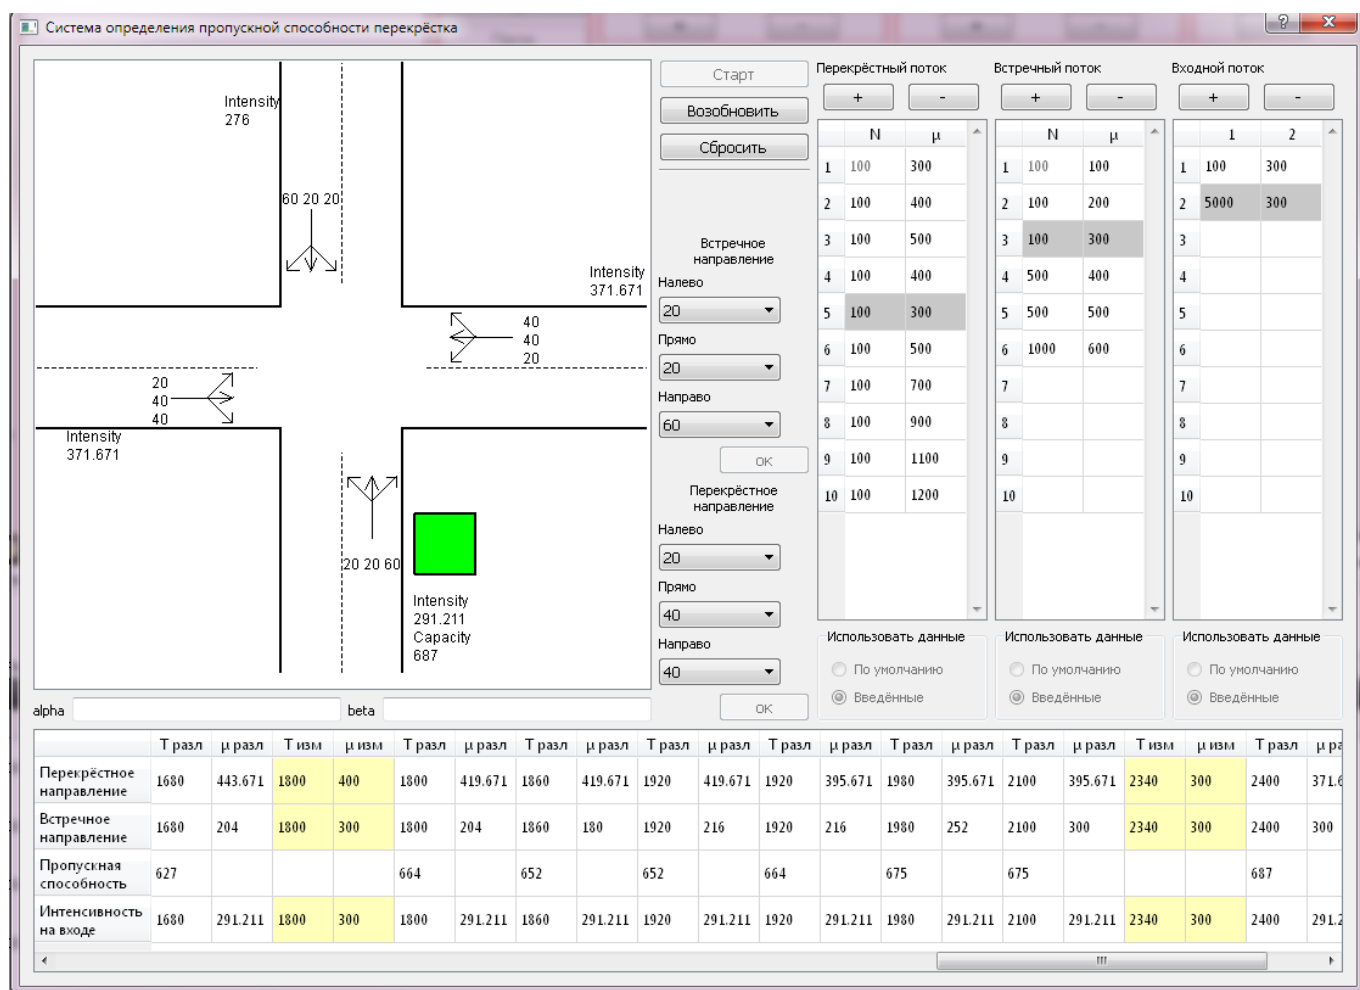 Система определения пропускной способности перекрёстка
Intensity
276
60 20 20
Intensity
371.671
40
40
20
20
40
40
Intensity
371.671
20 20 60
Intensity
291.211
Capacity
687
alpha
beta
Старт
Возобновить
Сбросить
Встречное
направление
Налево
20
Прямо
20
Направо
60
ОК
Перекрёстное
направление
Налево
20
Прямо
40
Направо
40
ОК
Перекрёстный поток
+ -
N μ
1 100 300
2 100 400
3 100 500
4 100 400
5 100 300
6 100 500
7 100 700
8 100 900
9 100 1100
10 100 1200
Использовать данные
По умолчанию
Введённые
Встречный поток
+ -
N μ
1 100 100
2 100 200
3 100 300
4 500 400
5 500 500
6 1000 600
7
8
9
10
Использовать данные
По умолчанию
Введённые
Входной поток
+ -
1 2
1 100 300
2 5000 300
3
4
5
6
7
8
9
10
Использовать данные
По умолчанию
Введённые
T разл μ разл T изм μ изм T разл μ разл T разл μ разл T разл μ разл T разл μ разл T разл μ разл T разл μ разл T изм μ изм T разл μ ра
Перекрёстное
направление
1680 443.671 1800 400 1800 419.671 1860 419.671 1920 419.671 1920 395.671 1980 395.671 2100 395.671 2340 300 2400 371.6
Встречное
направление
1680 204 1800 300 1800 204 1860 180 1920 216 1920 216 1980 252 2100 300 2340 300 2400 300
Пропускная
способность
627 664 652 652 664 675 675 687
Интенсивность
на входе
1680 291.211 1800 300 1800 291.211 1860 291.211 1920 291.211 1920 291.211 1980 291.211 2100 291.211 2340 300 2400 291.2